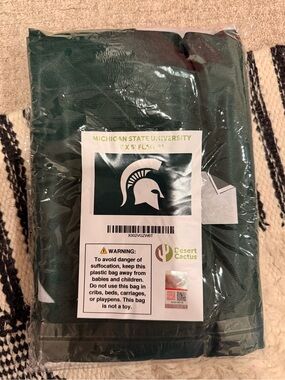 MICHIGAN STATE UNIVERSITY
X 5' FLAG
X002VUZW6T
Desert
Cactus
WARNING:
To avoid danger of
suffocation, keep this
plastic bag away from
babies and children.
Do not use this bag in
cribs, beds, carriages,
or playpens. This bag
is not a toy.